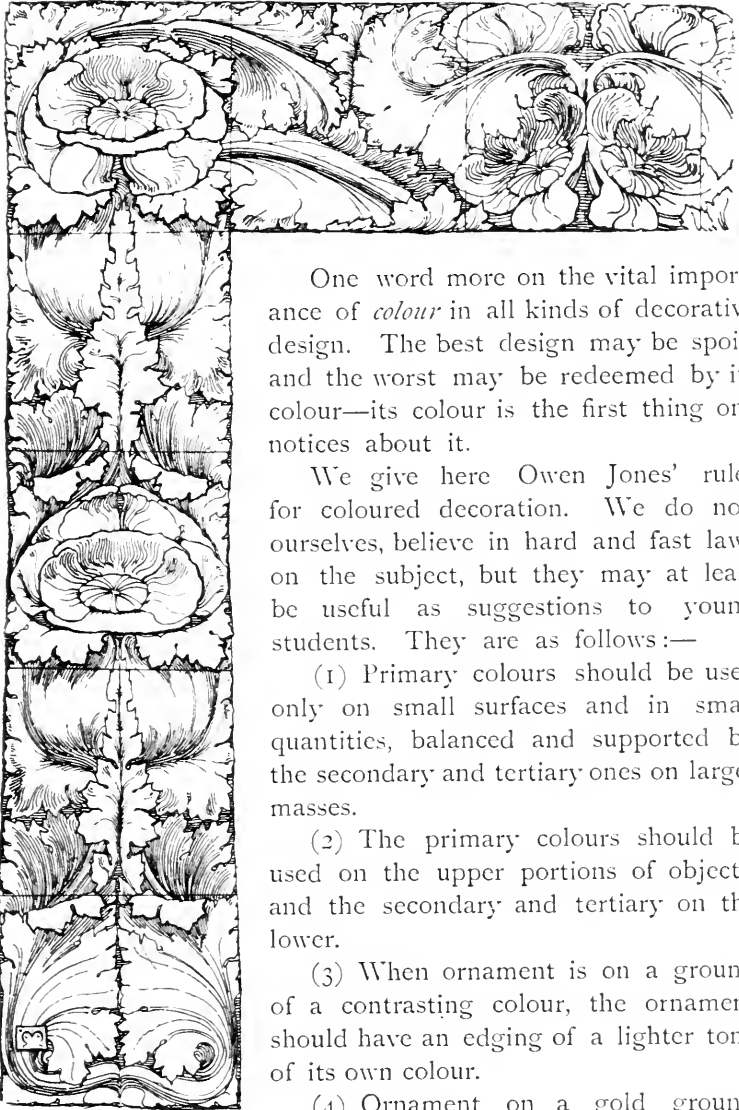 One word more on the vital impor
ance of colour in all kinds of decorativ
design. The best design may be spoi
and the worst may be redeemed by i
colour—its colour is the first thing on
notices about it.
We give here Owen Jones' rule
for coloured decoration. We do no
ourselves, believe in hard and fast law
on the subject, but they may at lea
be useful as suggestions to youn
students. They are as follows:—
(1) Primary colours should be use
only on small surfaces and in sma
quantities, balanced and supported b
the secondary and tertiary ones on large
masses.
(2) The primary colours should b
used on the upper portions of object
and the secondary and tertiary on th
lower.
(3) When ornament is on a groun
of a contrasting colour, the ornamen
should have an edging of a lighter ton
of its own colour.
(4) Ornament on a gold groun